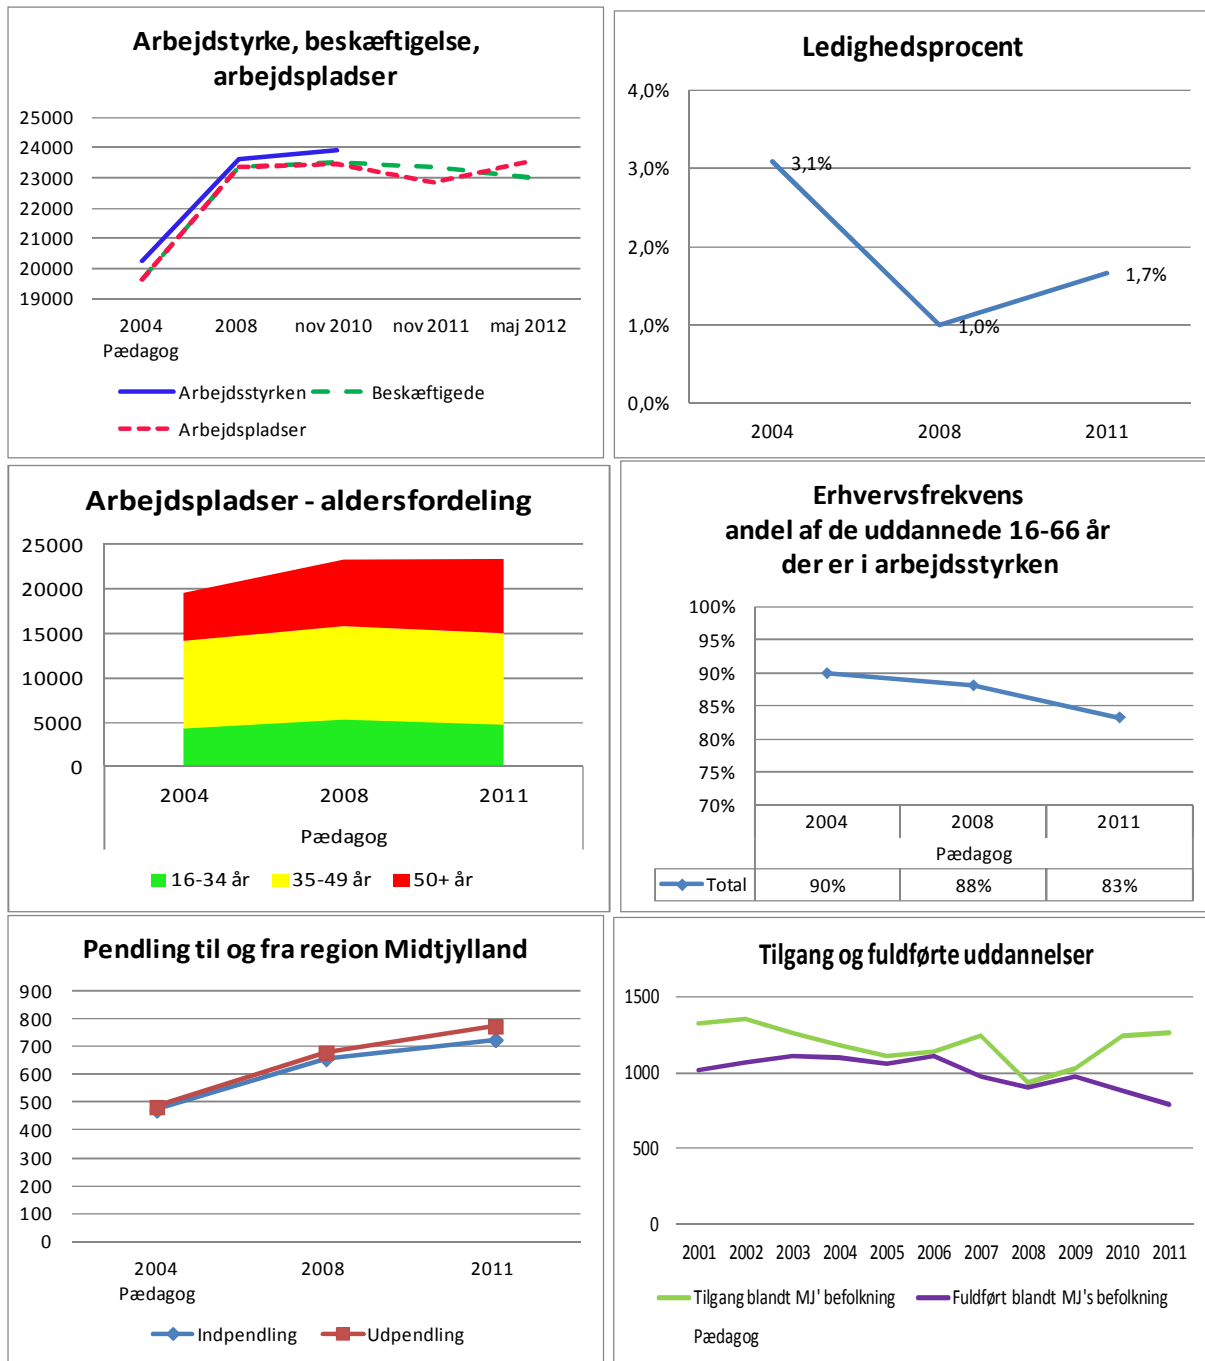 Arbejdstyrke, beskæftigelse,
arbejdspladser
25000
24000
23000
22000
21000
20000
19000
2004
2008
nov 2010
nov 2011
maj 2012
Pædagog
Arbejdsstyrken
Beskæftigede
Arbejdspladser
Ledighedsprocent
4,0%
3,0%
2,0%
1,0%
0,0%
3,1%
1,0%
1,7%
2004
2008
2011
Arbejdspladser - aldersfordeling
25000
20000
15000
10000
5000
0
2004
2008
2011
Pædagog
16-34 år
35-49 år
50+ år
Erhvervsfrekvens
andel af de uddannede 16-66 år
der er i arbejdsstyrken
100%
95%
90%
85%
80%
75%
70%
2004
2008
2011
Pædagog
Total
90%
88%
83%
Pendling til og fra region Midtjylland
900
800
700
600
500
400
300
200
100
0
2004
2008
2011
Pædagog
Indpendling
Udpendling
Tilgang og fuldførte uddannelser
1500
1000
500
0
2001 2002 2003 2004 2005 2006 2007 2008 2009 2010 2011
Tilgang blandt MJ' befolkning
Fuldført blandt MJ's befolkning
Pædagog